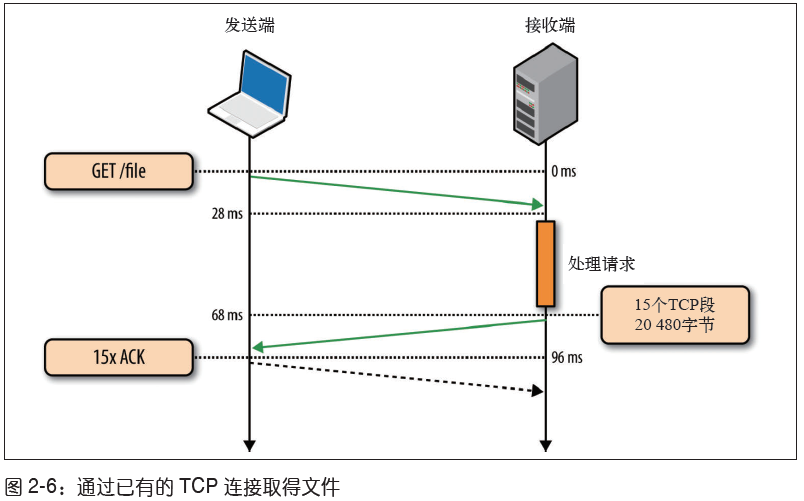 发送端
接收端
GET /file
0 ms
28 ms
处理请求
68 ms
15个TCP段
20 480字节
15x ACK
96 ms
图 2-6：通过已有的 TCP 连接取得文件